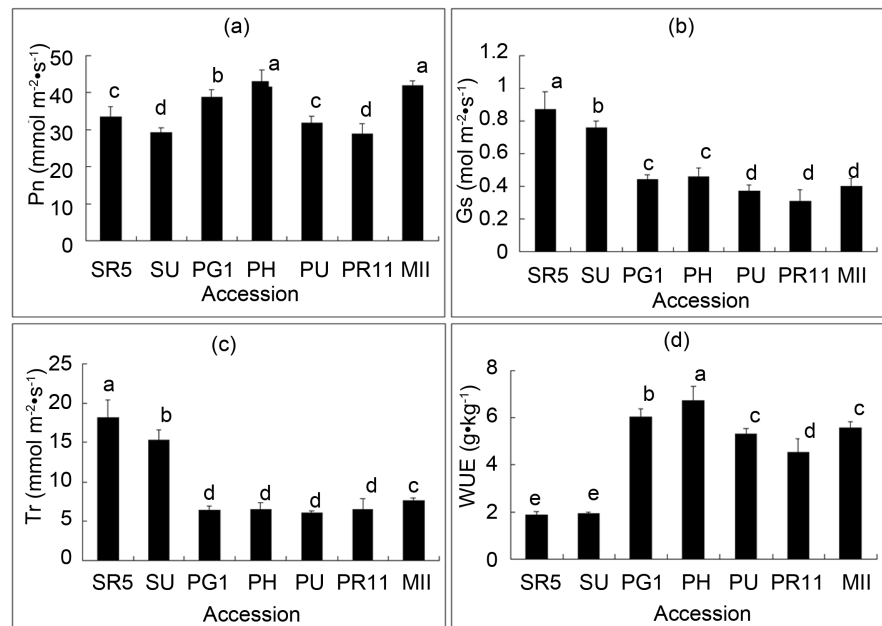 (a)
Pn (mmol m⁻²•s⁻¹)
50
40
30
20
10
0
c
d
b
a
c
d
a
SR5 SU PG1 PH PU PR11 MII
Accession
(b)
Gs (mol m⁻²•s⁻¹)
1.2
1
0.8
0.6
0.4
0.2
0
a
b
c
c
d
d
d
SR5 SU PG1 PH PU PR11 MII
Accession
(c)
Tr (mmol m⁻²•s⁻¹)
25
20
15
10
5
0
a
b
d
d
d
d
c
SR5 SU PG1 PH PU PR11 MII
Accession
(d)
WUE (g•kg⁻¹)
8
6
4
2
0
e
e
b
a
c
d
c
SR5 SU PG1 PH PU PR11 MII
Accession